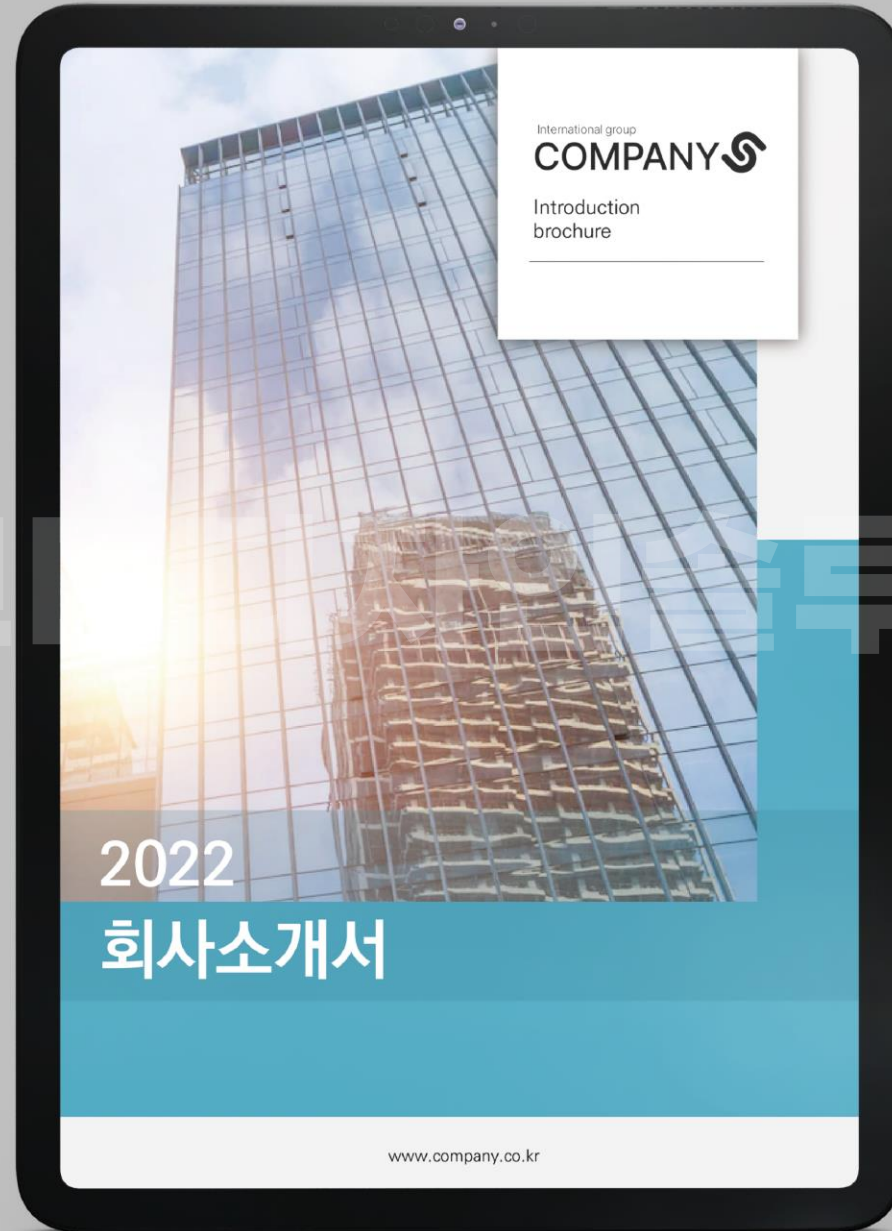 International group
COMPANY
Introduction
brochure
2022
회사소개서
www.company.co.kr